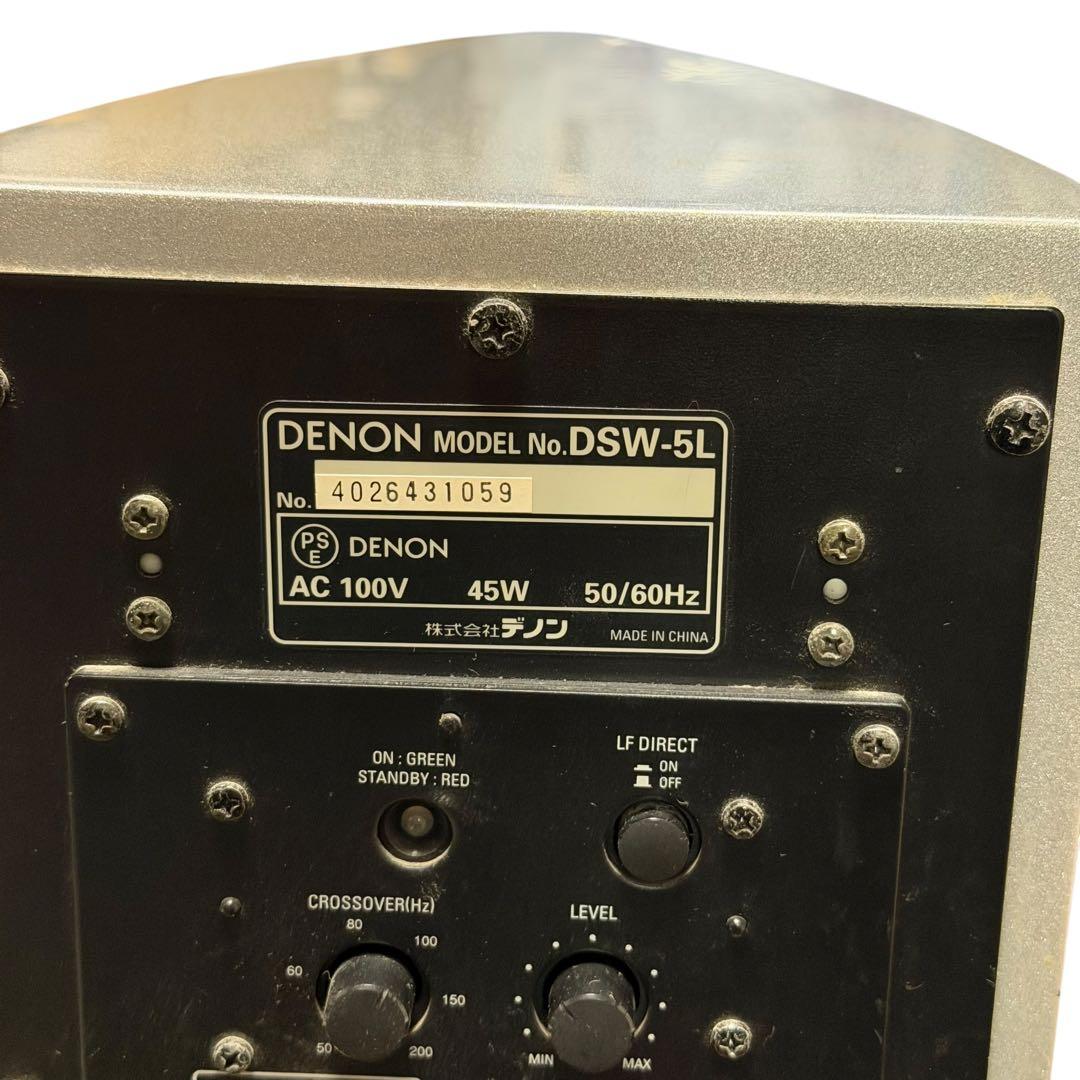 DENON MODEL No.DSW-5L
No. 4026431059
PSE DENON
AC 100V 45W 50/60Hz
株式会社デノン MADE IN CHINA
ON : GREEN
STANDBY : RED
LF DIRECT
ON
OFF
CROSSOVER(Hz)
80
100
60
150
50
200
LEVEL
MIN
MAX